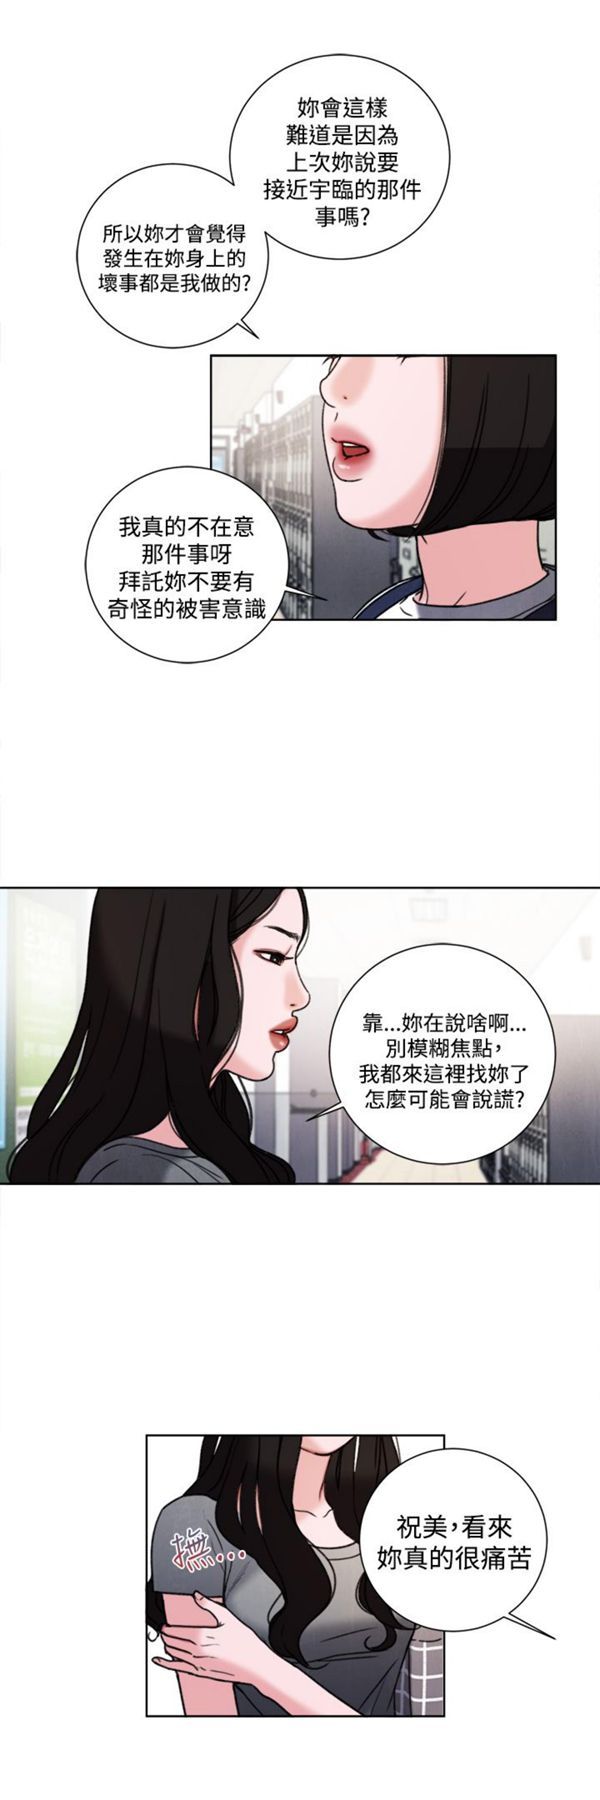 妳會這樣
難道是因為
上次妳說要
接近宇臨的那件
事嗎?
所以妳才會覺得
發生在妳身上的
壞事都是我做的?
我真的不在意
那件事呀
拜託妳不要有
奇怪的被害意識
靠...妳在說啥啊...
別模糊焦點,
我都來這裡找妳了
怎麼可能會說謊?
祝美,看來
妳真的很痛苦
撫...